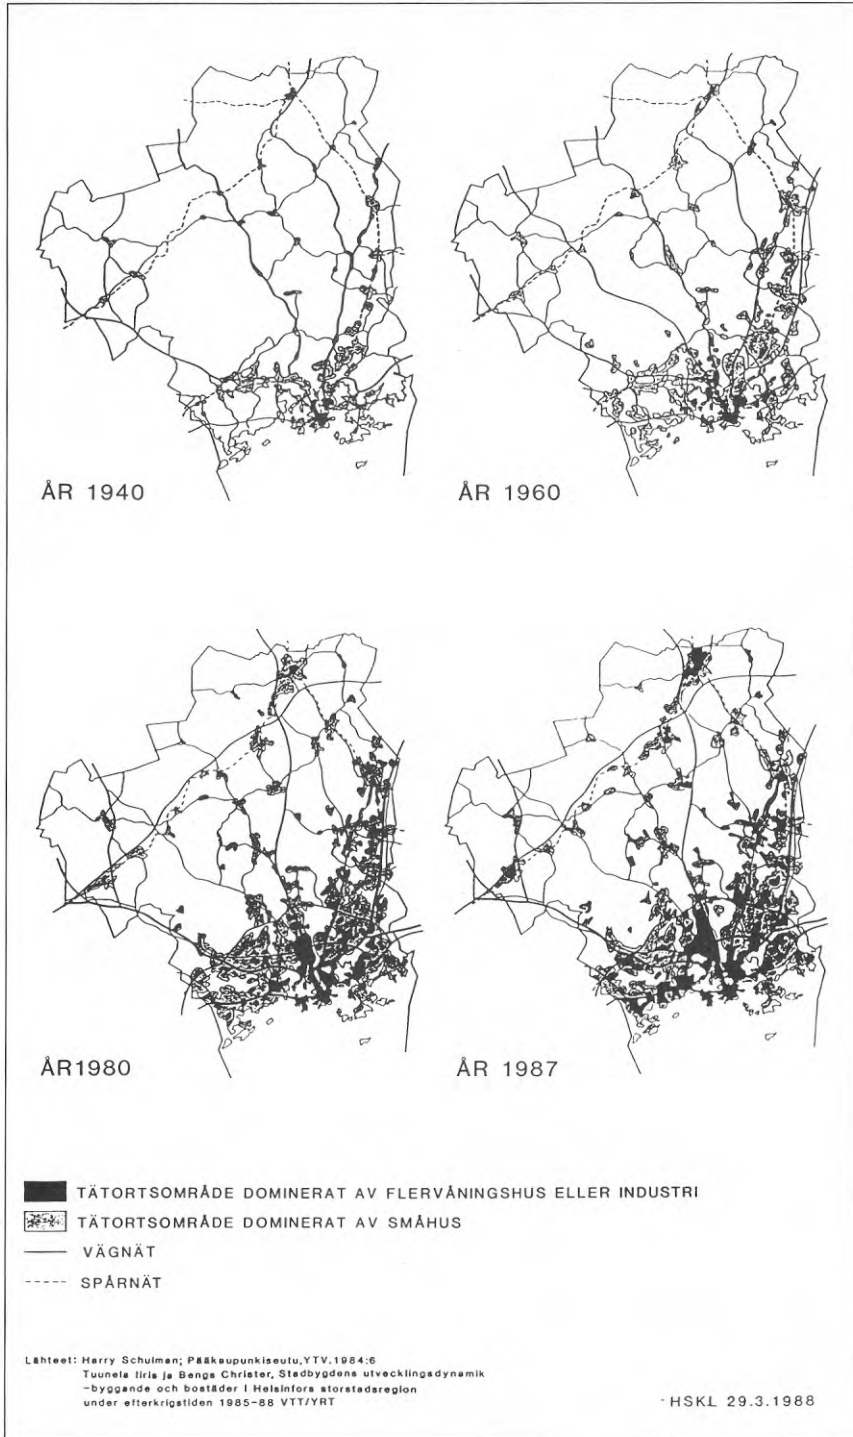 ÅR 1940
ÅR 1960
ÅR1980
ÅR 1987
TÄTORTSOMRÅDE DOMINERAT AV FLERVÅNINGSHUS ELLER INDUSTRI
TÄTORTSOMRÅDE DOMINERAT AV SMÅHUS
VÄGNÄT
SPÅRNÄT
Lähteet: Harry Schulman; Pääkaupunkiseutu,YTV.1984:6
Tuunela Iiris ja Bengs Christer, Stadbygdens utvecklingsdynamik
-byggande och bostäder i Helsinfors storstadsregion
under efterkrigstiden 1985-88 VTT/YRT
HSKL 29.3.1988